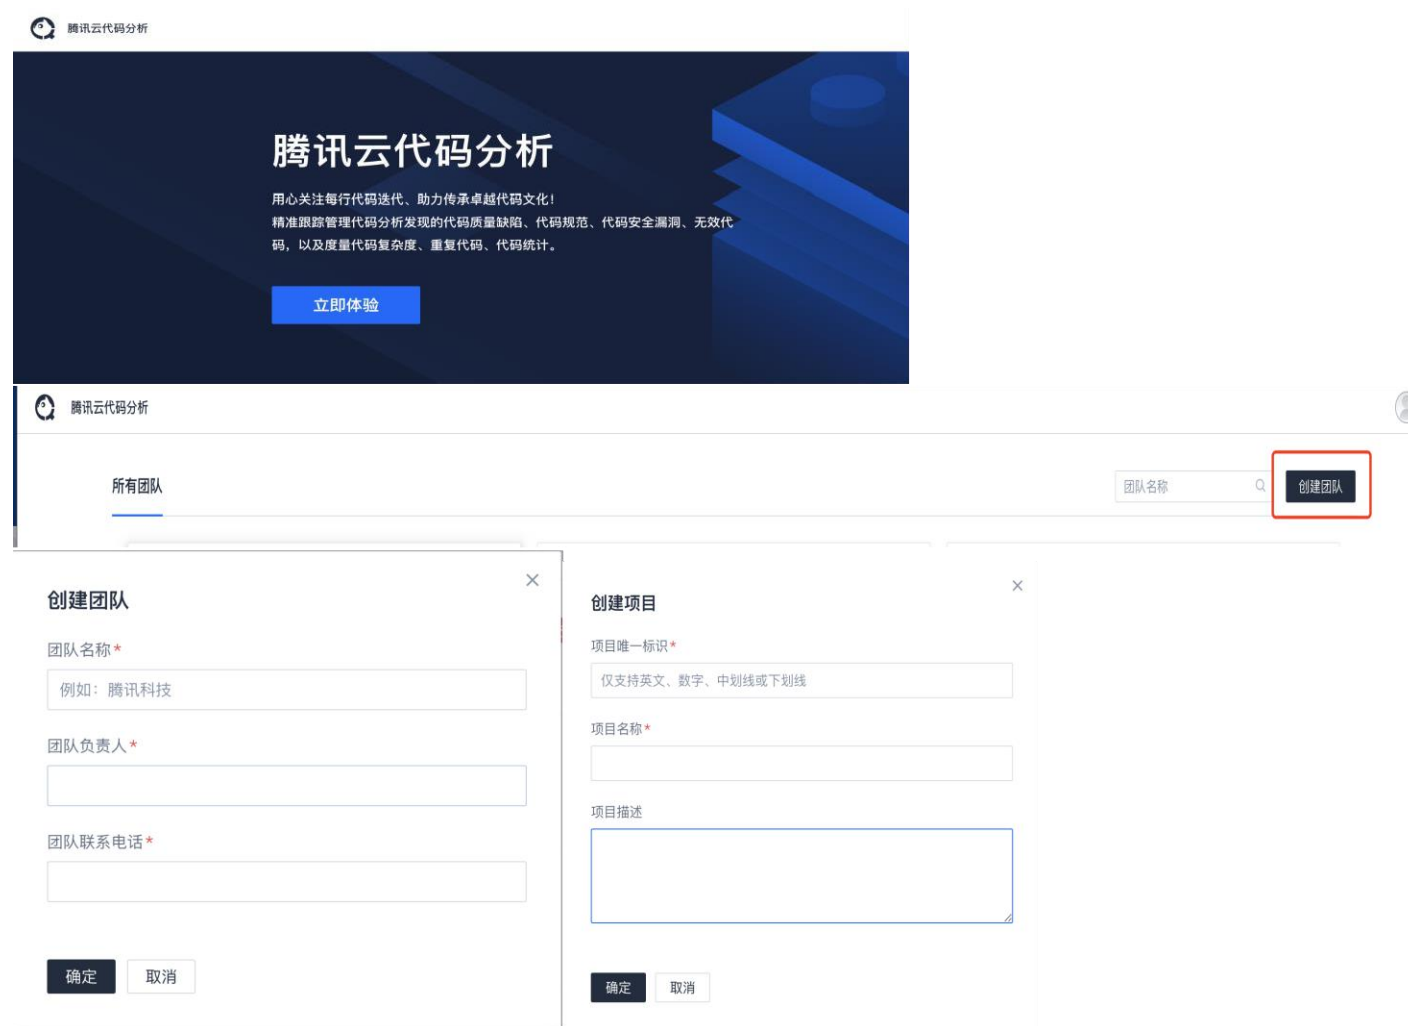 腾讯云代码分析
腾讯云代码分析
用心关注每行代码迭代、助力传承卓越代码文化！
精准跟踪管理代码分析发现的代码质量缺陷、代码规范、代码安全漏洞、无效代
码，以及度量代码复杂度、重复代码、代码统计。
立即体验
腾讯云代码分析
所有团队
团队名称
创建团队
创建团队
团队名称*
例如：腾讯科技
团队负责人*
团队联系电话*
确定
取消
创建项目
项目唯一标识*
仅支持英文、数字、中划线或下划线
项目名称*
项目描述
确定
取消